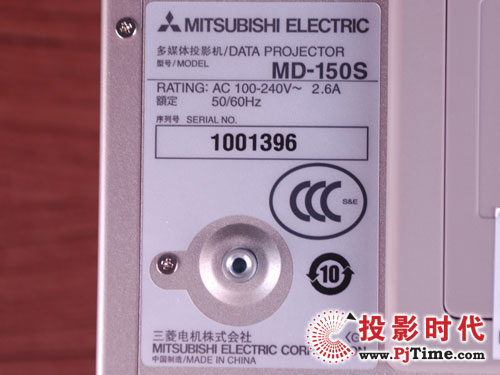 MITSUBISHI ELECTRIC
多媒体投影机/DATA PROJECTOR
型号/MODEL MD-150S
RATING: AC 100-240V～ 2.6A
额定 50/60Hz
序列号 SERIAL NO.
1001396
CCC S&E
10
三菱电机株式会社
MITSUBISHI ELECTRIC CORPORATION
中国制造/MADE IN CHINA
投影时代
www.PjTime.com